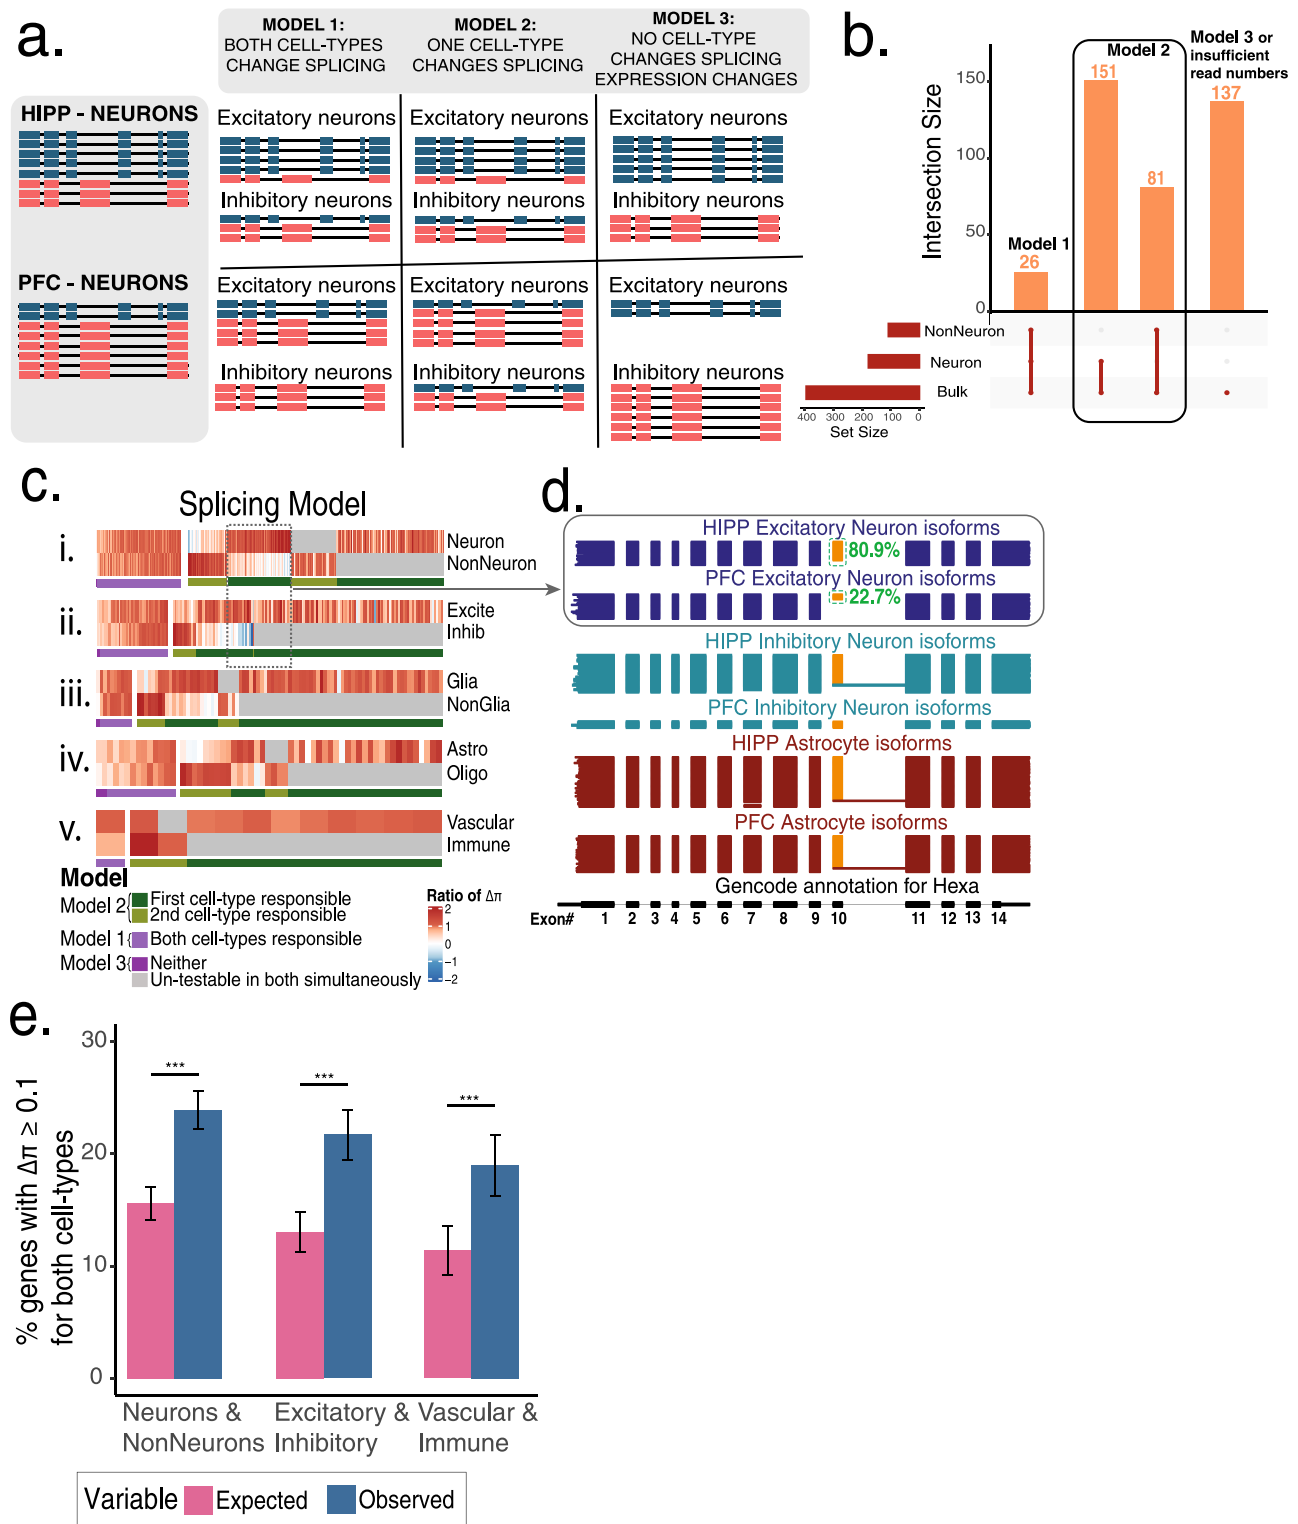 a.
MODEL 1:
BOTH CELL-TYPES
CHANGE SPLICING
MODEL 2:
ONE CELL-TYPE
CHANGES SPLICING
MODEL 3:
NO CELL-TYPE
CHANGES SPLICING
EXPRESSION CHANGES
HIPP - NEURONS
Excitatory neurons
Excitatory neurons
Excitatory neurons
Inhibitory neurons
Inhibitory neurons
Inhibitory neurons
PFC - NEURONS
Excitatory neurons
Excitatory neurons
Excitatory neurons
Inhibitory neurons
Inhibitory neurons
Inhibitory neurons
b.
Intersection Size
150
100
50
0
Model 1
26
Model 2
151
81
Model 3 or
insufficient
read numbers
137
NonNeuron
Neuron
Bulk
400 300 200 100 0
Set Size
c.
Splicing Model
i.
Neuron
NonNeuron
ii.
Excite
Inhib
iii.
Glia
NonGlia
iv.
Astro
Oligo
v.
Vascular
Immune
Model
Model 2{ First cell-type responsible
2nd cell-type responsible
Model 1{ Both cell-types responsible
Model 3{ Neither
Un-testable in both simultaneously
Ratio of Δπ
2
1
0
−1
−2
d.
HIPP Excitatory Neuron isoforms
80.9%
PFC Excitatory Neuron isoforms
22.7%
HIPP Inhibitory Neuron isoforms
PFC Inhibitory Neuron isoforms
HIPP Astrocyte isoforms
PFC Astrocyte isoforms
Gencode annotation for Hexa
Exon# 1 2 3 4 5 6 7 8 9 10 11 12 13 14
e.
% genes with Δπ ≥ 0.1
for both cell-types
30
20
10
0
*** *** ***
Neurons &
NonNeurons
Excitatory &
Inhibitory
Vascular &
Immune
Variable Expected Observed